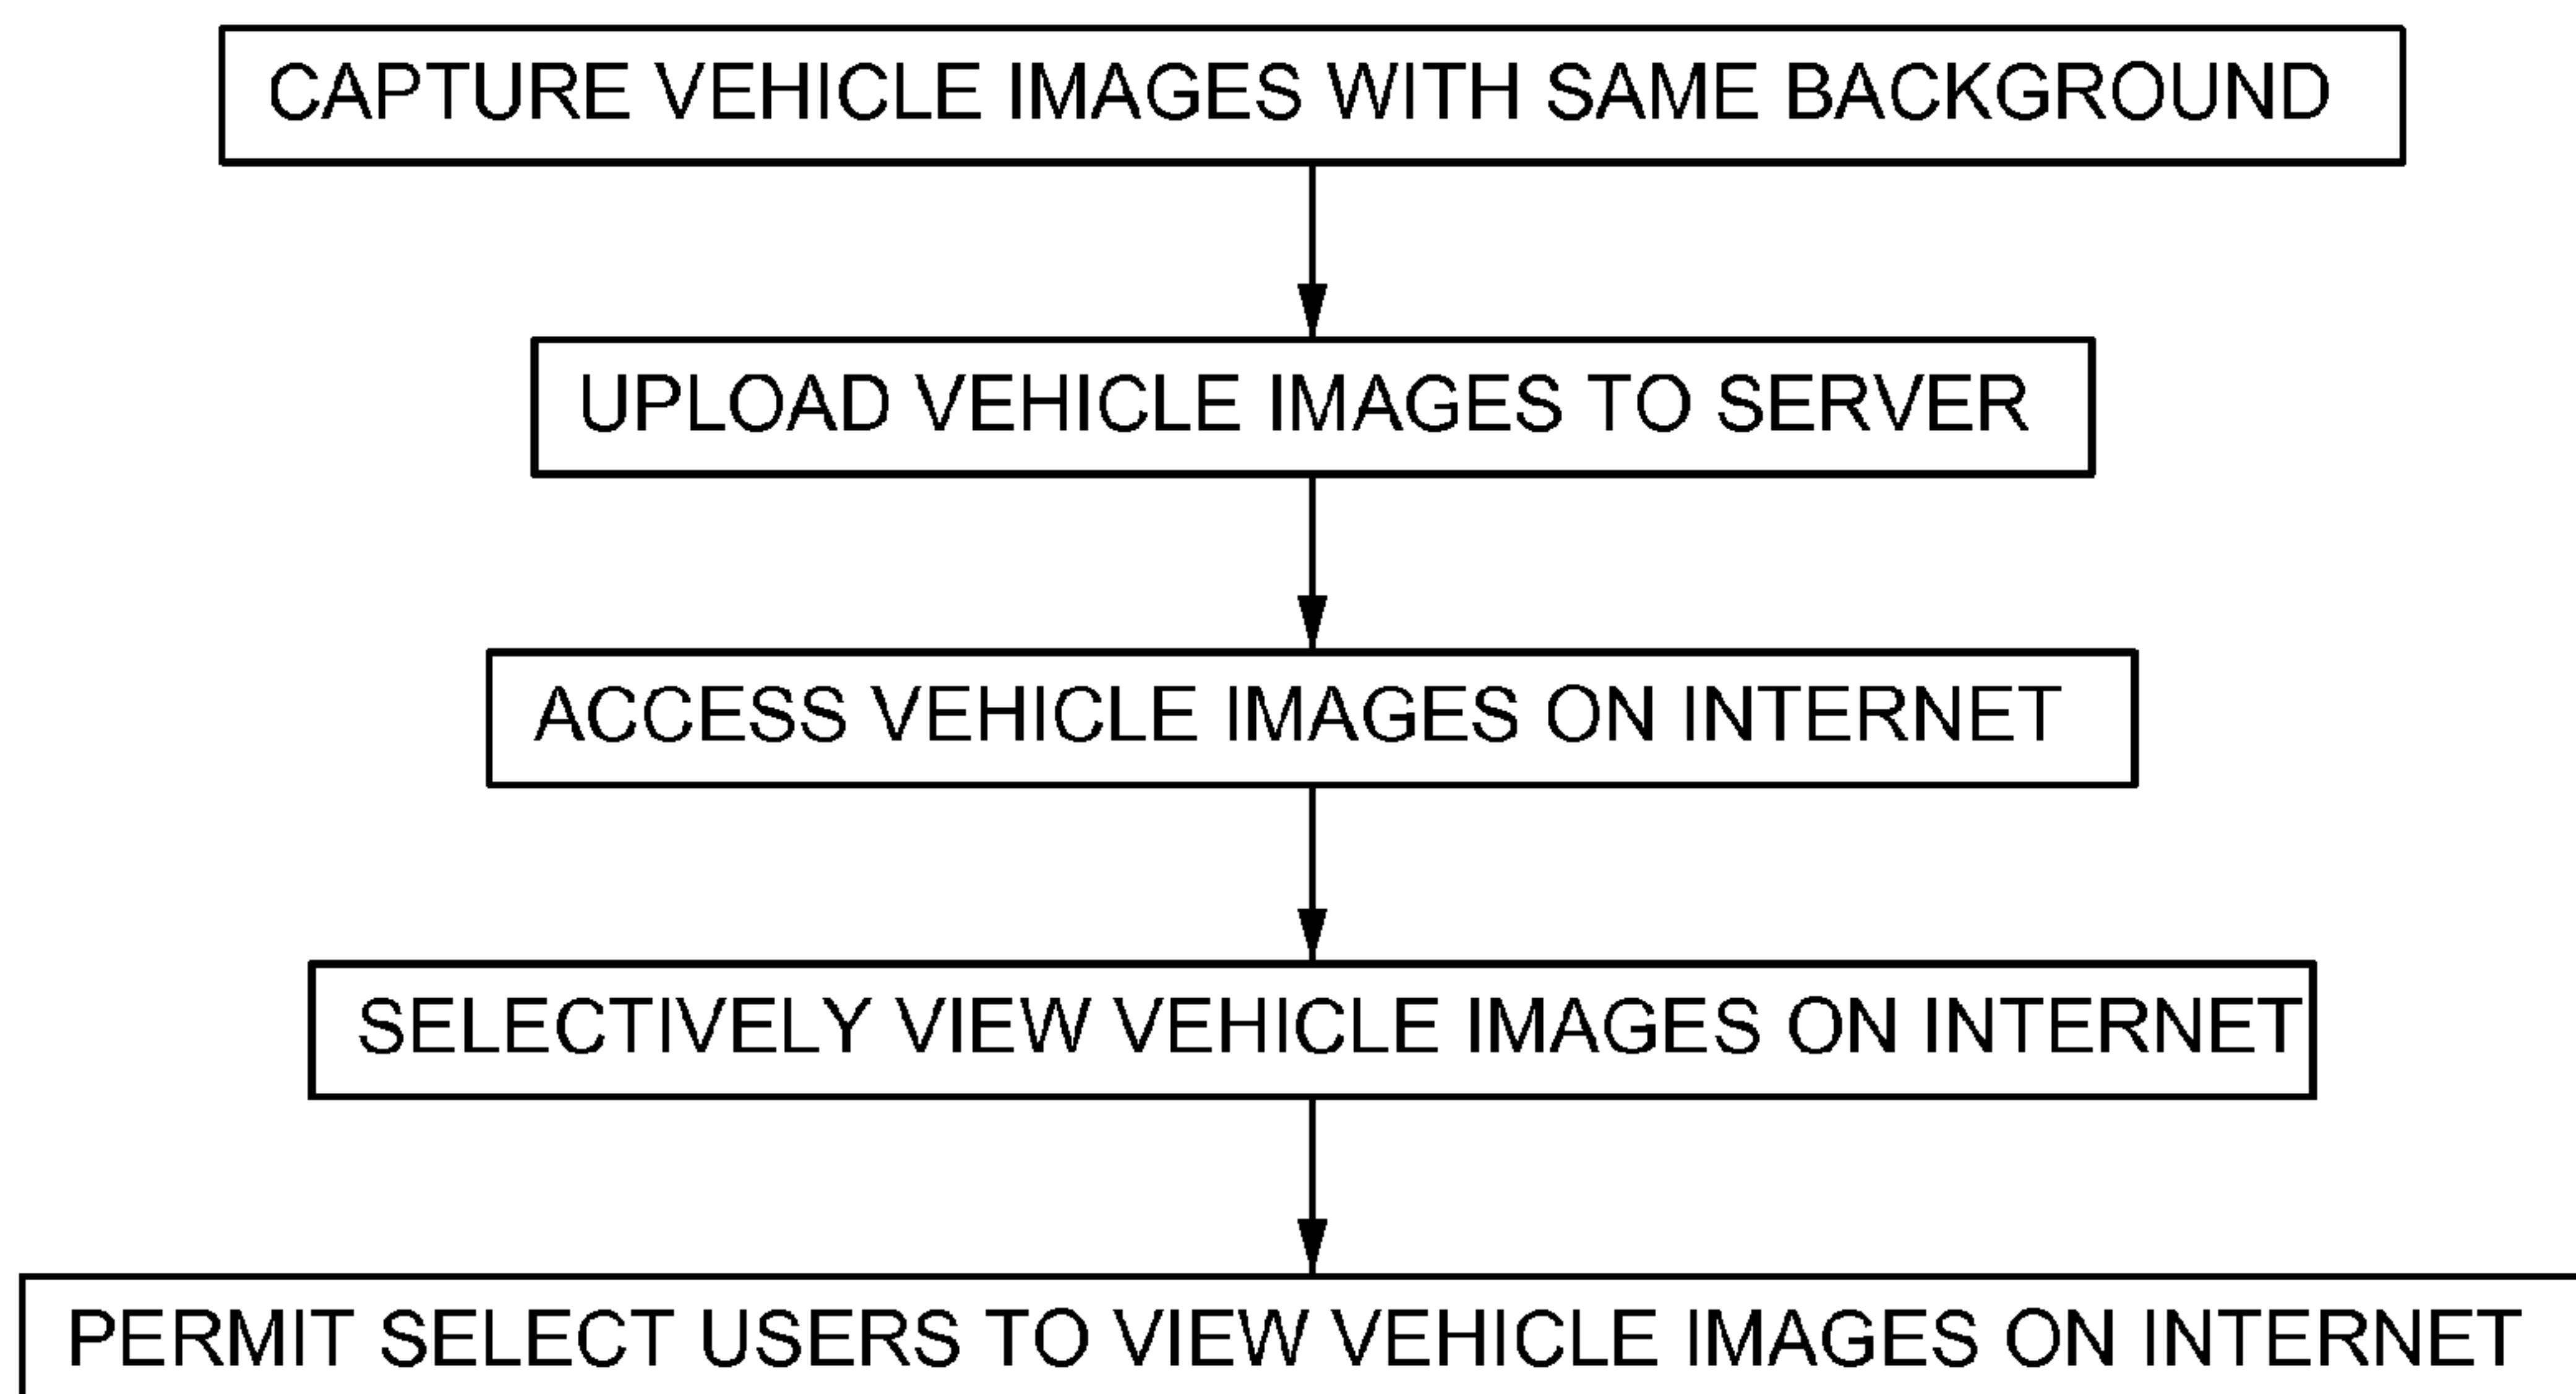 CAPTURE VEHICLE IMAGES WITH SAME BACKGROUND
UPLOAD VEHICLE IMAGES TO SERVER
ACCESS VEHICLE IMAGES ON INTERNET
SELECTIVELY VIEW VEHICLE IMAGES ON INTERNET
PERMIT SELECT USERS TO VIEW VEHICLE IMAGES ON INTERNET